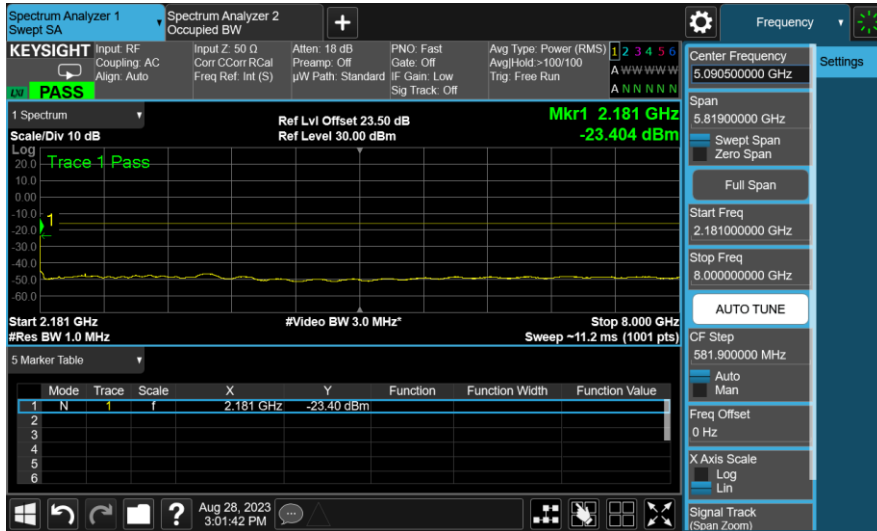 Spectrum Analyzer 1
Swept SA
Spectrum Analyzer 2
Occupied BW
+
Frequency
KEYSIGHT
LXI PASS
Input: RF
Coupling: AC
Align: Auto
Input Z: 50 Ω
Corr CCorr RCal
Freq Ref: Int (S)
Atten: 18 dB
Preamp: Off
µW Path: Standard
PNO: Fast
Gate: Off
IF Gain: Low
Sig Track: Off
Avg Type: Power (RMS)
Avg|Hold:>100/100
Trig: Free Run
1 2 3 4 5 6
A W W W W W
A N N N N N
1 Spectrum
Scale/Div 10 dB
Ref Lvl Offset 23.50 dB
Ref Level 30.00 dBm
Mkr1 2.181 GHz
-23.404 dBm
Log
Trace 1 Pass
20.0
10.0
0.00
-10.0
1
-20.0
-30.0
-40.0
-50.0
-60.0
Start 2.181 GHz
#Res BW 1.0 MHz
#Video BW 3.0 MHz*
Stop 8.000 GHz
Sweep ~11.2 ms (1001 pts)
5 Marker Table
Mode Trace Scale X Y Function Function Width Function Value
1 N 1 f 2.181 GHz -23.40 dBm
2
3
4
5
6
?
Aug 28, 2023
3:01:42 PM
Center Frequency
5.090500000 GHz
Span
5.81900000 GHz
Swept Span
Zero Span
Full Span
Start Freq
2.181000000 GHz
Stop Freq
8.000000000 GHz
AUTO TUNE
CF Step
581.900000 MHz
Auto
Man
Freq Offset
0 Hz
X Axis Scale
Log
Lin
Signal Track
(Span Zoom)
Settings